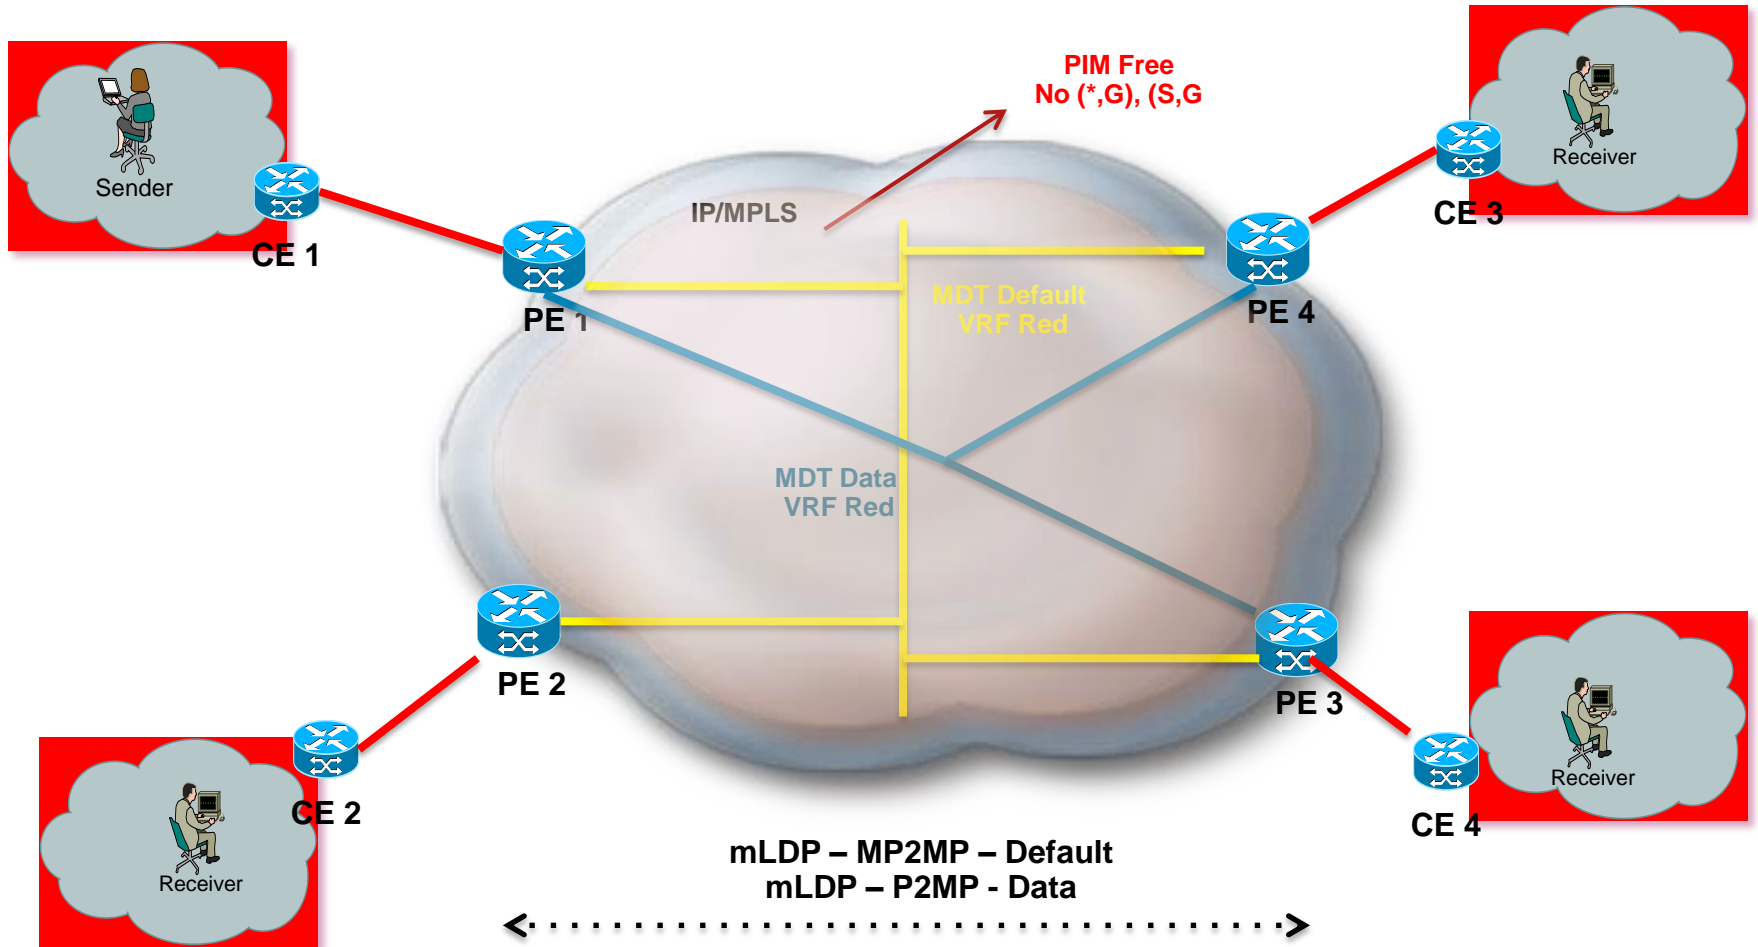 PIM Free
No (*,G), (S,G
Sender
CE 1
IP/MPLS
PE 1
MDT Default
VRF Red
PE 4
CE 3
Receiver
MDT Data
VRF Red
PE 2
PE 3
CE 2
Receiver
CE 4
Receiver
mLDP – MP2MP – Default
mLDP – P2MP - Data